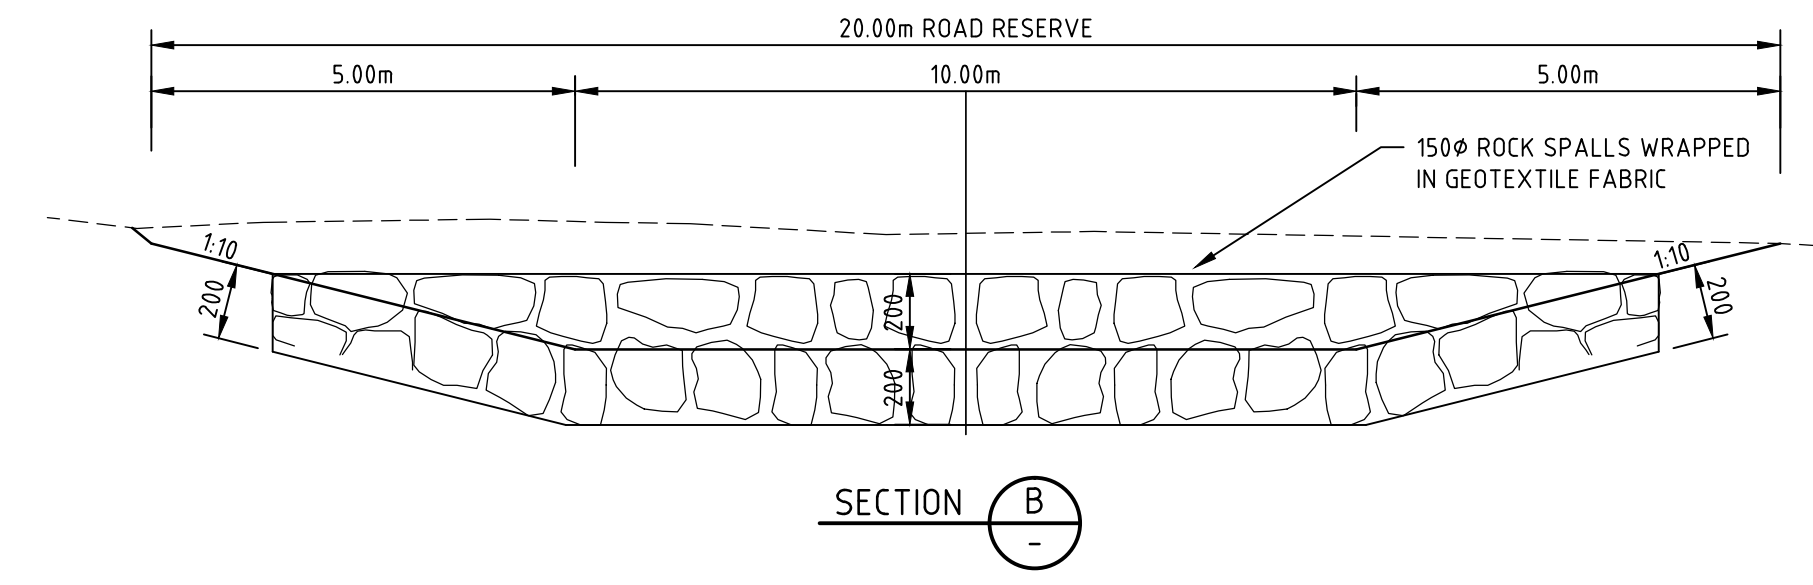 20.00m ROAD RESERVE
5.00m
10.00m
5.00m
150ø ROCK SPALLS WRAPPED
IN GEOTEXTILE FABRIC
1:10
1:10
200
200
200
200
SECTION
B
-